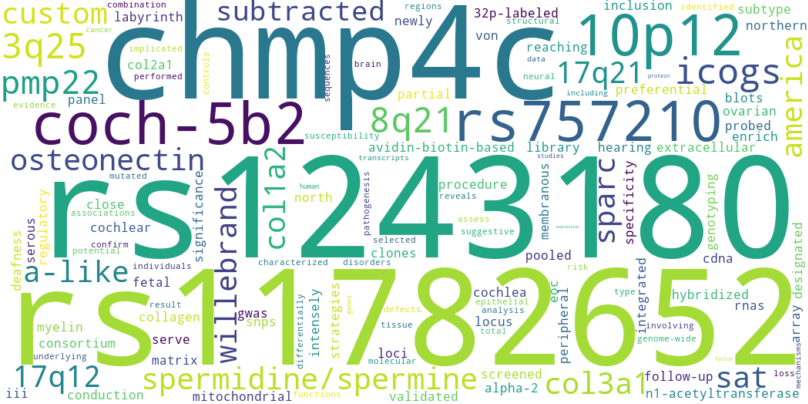 combination
regions
identified
custom
cancer
labyrinth
subtracted
newly
32p-labeled
structural
inclusion
subtype
northern
3q25
implicated
col2a1
performed
controls
sequences
brain
chmp4c
von
data
reaching
neural
10p12
icogs
america
pmp22
evidence
panel
partial
17q21
preferential
including
protein
blots
ovarian
probed
enrich
coch-5b2
susceptibility
8q21
rs757210
osteonectin
mutated
avidin-biotin-based
library
hearing
extracellular
transcripts
studies
rs1243180
regulatory
close
associations
significance
col1a2
human
north
pathogenesis
procedure
reveals
assess
suggestive
membranous
sparc
specificity
genotyping
designated
serous
deafness
confirm
cochlear
potential
willebrand
selected
clones
pooled
cdna
expression
a-like
individuals
fetal
characterized
disorders
cochlea
eoc
risk
integrated
rnas
array
rs11782652
result
collagen
gwas
snps
differentially
intensely
strategies
genes
defects
tissue
epithelial
analysis
total
locus
peripheral
type
loci
hybridized
involving
genome-wide
mechanisms
myelin
consortium
serve
matrix
underlying
molecular
screened
factor
loss
17q12
iii
conduction
spermidine/spermine
mitochondrial
functions
validated
alpha-2
col3a1
follow-up
sat
n1-acetyltransferase